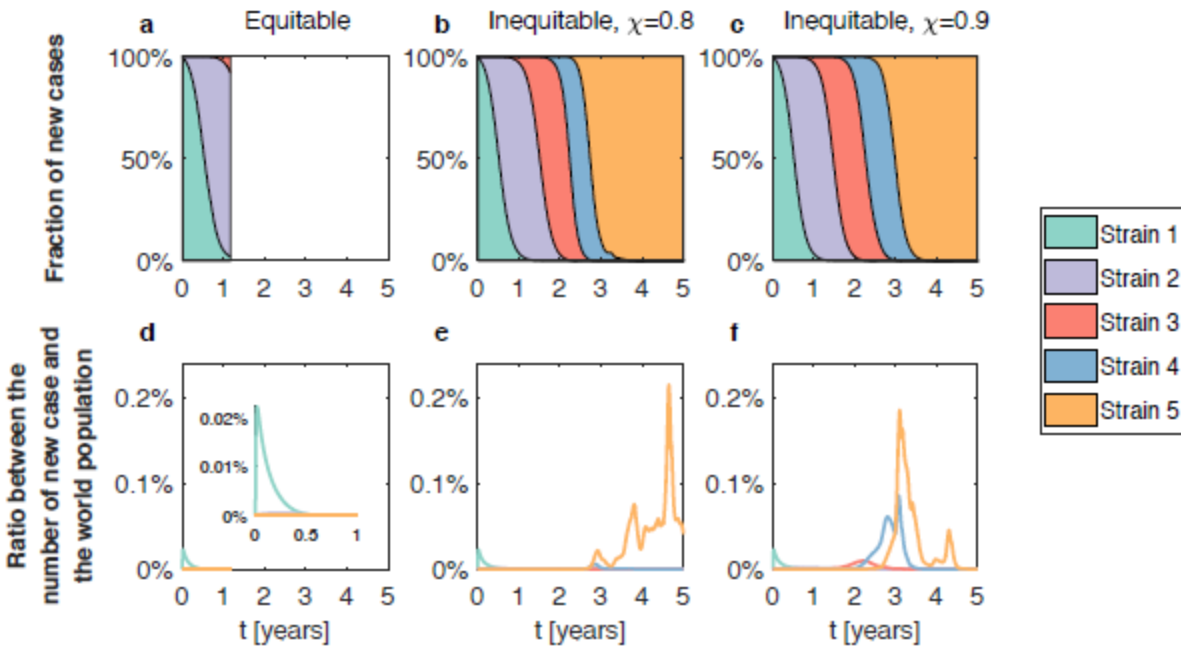 a Equitable b Inequitable, χ=0.8 c Inequitable, χ=0.9
Fraction of new cases
100% 100% 100%
50% 50% 50%
0% 0% 0%
0 1 2 3 4 5 0 1 2 3 4 5 0 1 2 3 4 5
Strain 1
Strain 2
Strain 3
Strain 4
Strain 5
d e f
Ratio between the
number of new case and
the world population
0.2% 0.2% 0.2%
0.1% 0.1% 0.1%
0% 0% 0%
0.02%
0.01%
0%
0 0.5 1
0 1 2 3 4 5 0 1 2 3 4 5 0 1 2 3 4 5
t [years] t [years] t [years]